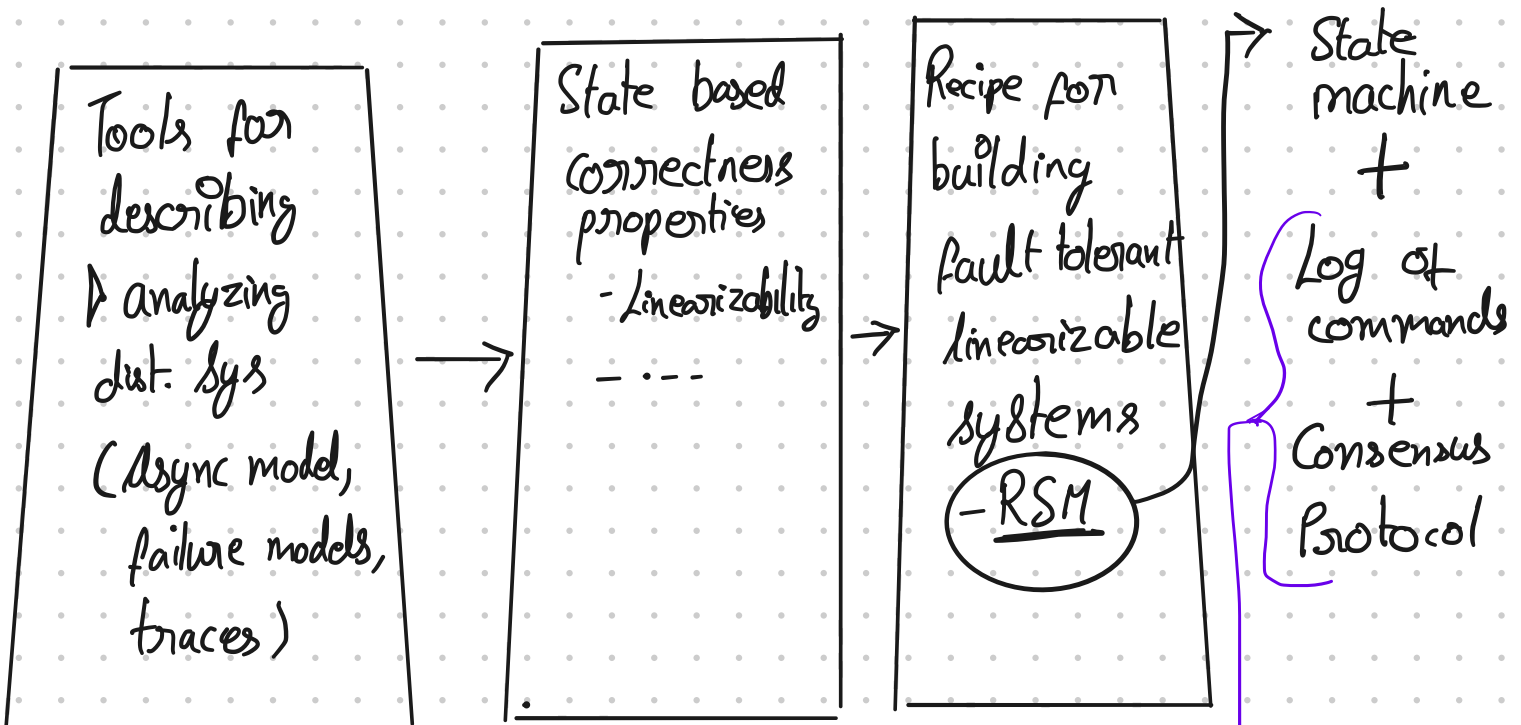 Tools for
describing
& analyzing
dist. sys
(Async model,
failure models,
traces)
State based
correctness
properties
- Linearizability
- . - -
Recipe for
building
fault tolerant
linearizable
systems
- RSM
State
machine
+
Log of
commands
+
Consensus
Protocol